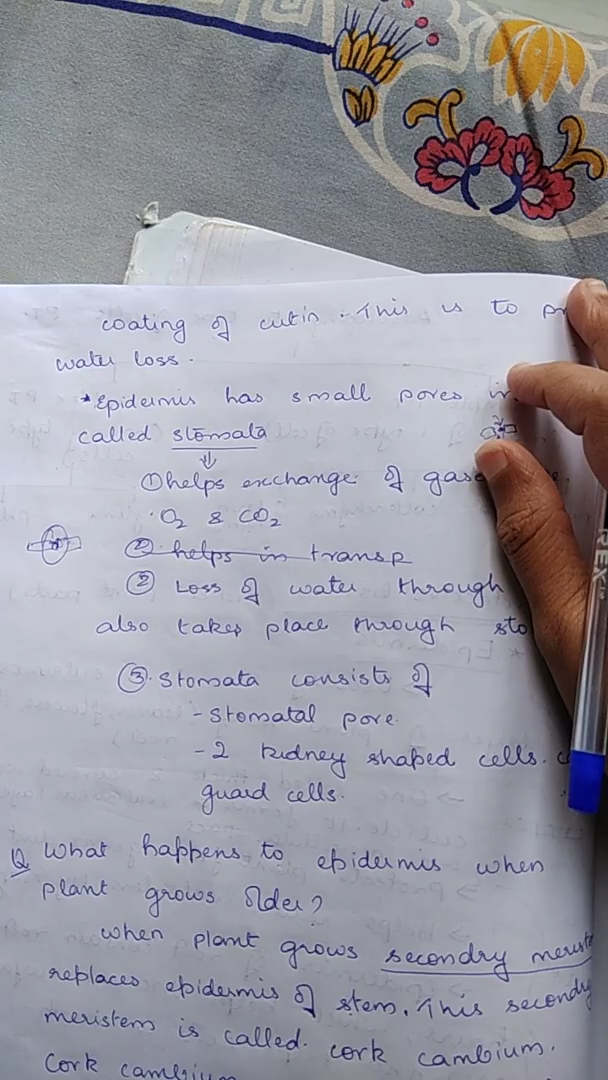 coating of cutin. This is to
water loss.
*Epidermis has small pores in
called stomata
① helps exchange of
O2 & CO2
② helps in transp
② Loss of water through
also takes place through
③ Stomata consists of
- Stomatal pore
- 2 kidney shaped cells.
guard cells.
Q What happens to epidermis when
plant grows older?
when plant grows secondry
replaces epidermis of stem. This secondry
meristem is called cork cambium.
Cork cambium